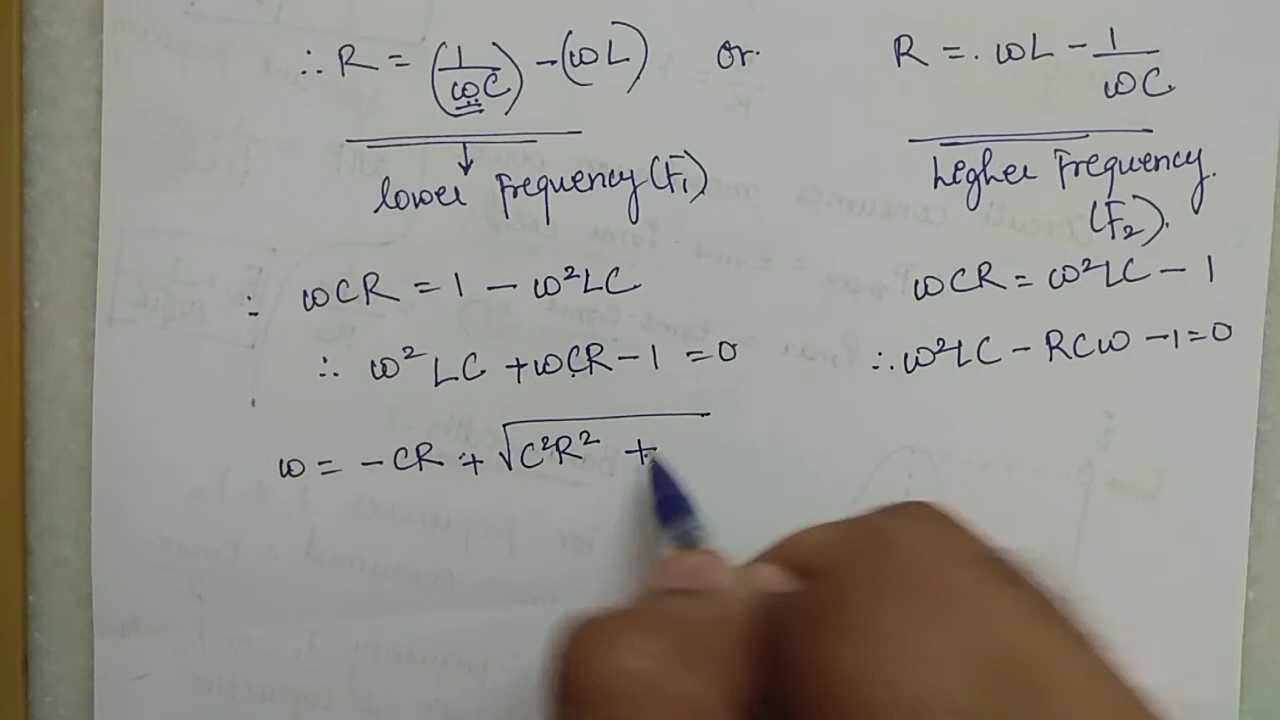 ∴ R = (1/ωC) - (ωL) or R = ωL - 1/ωC
lower Frequency (F₁)
higher Frequency (F₂).
∴ ωCR = 1 - ω²LC
ωCR = ω²LC - 1
∴ ω²LC + ωCR - 1 = 0
∴ ω²LC - RCω - 1 = 0
ω = -CR + √C²R² +